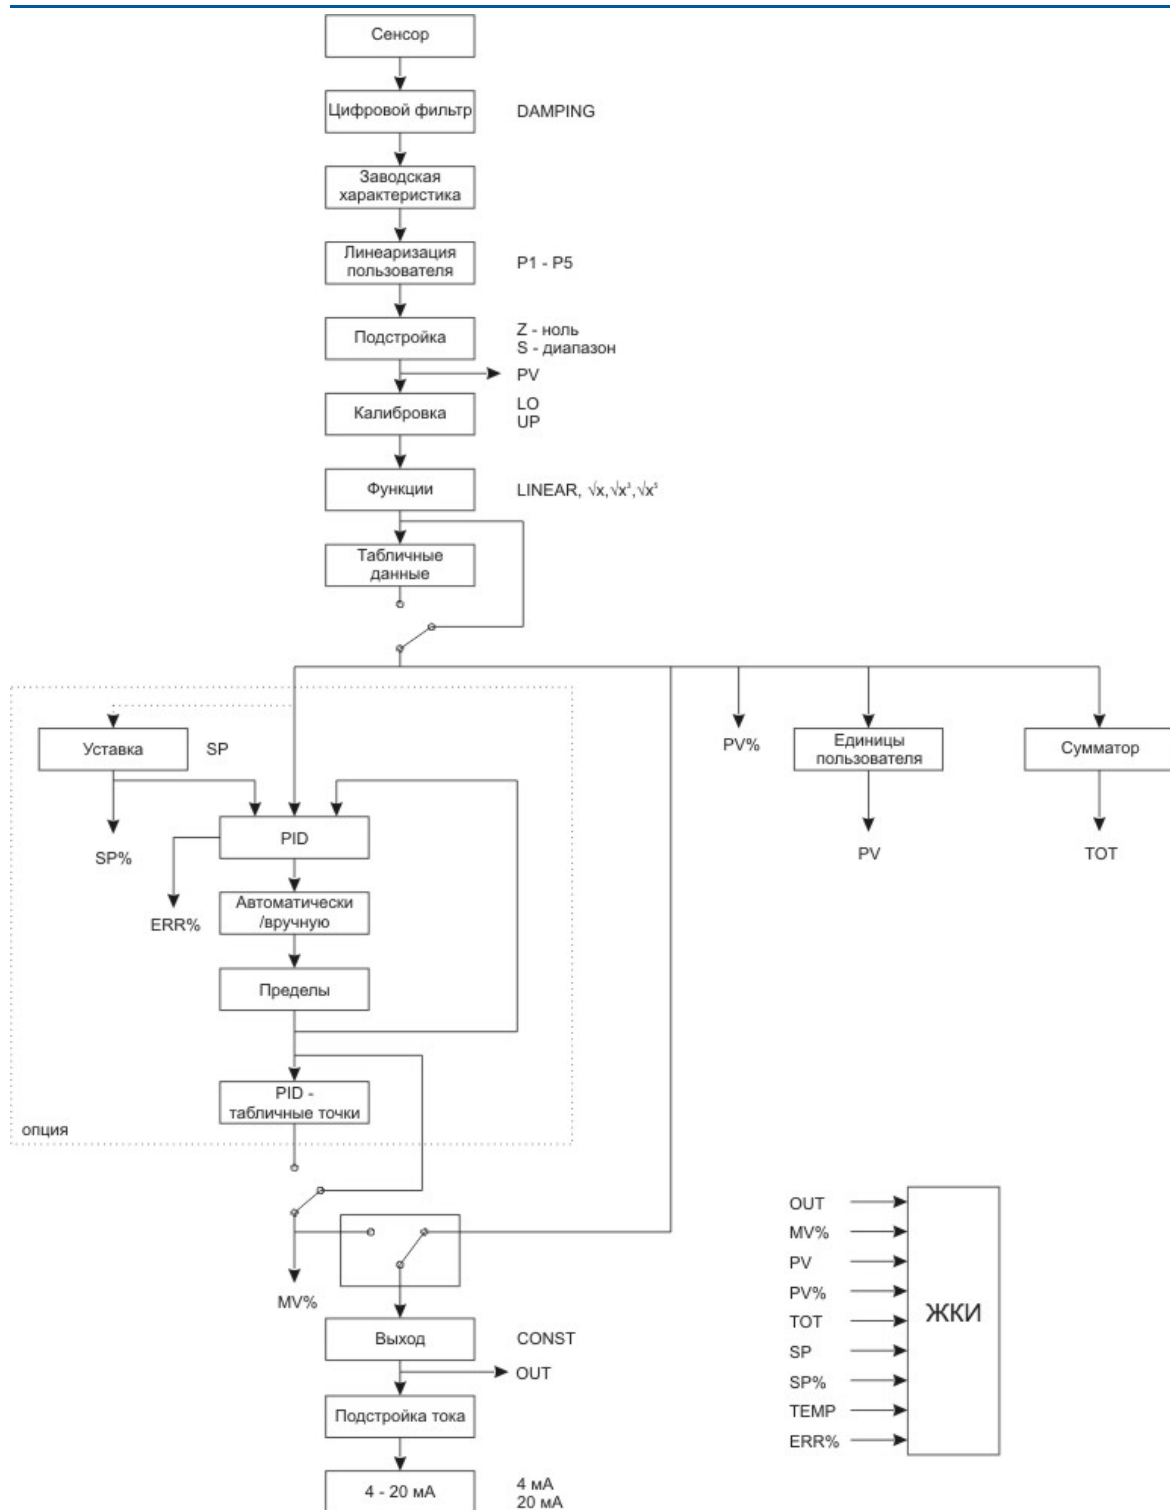 Сенсор
Цифровой фильтр
DAMPING
Заводская
характеристика
Линеаризация
пользователя
P1 - P5
Подстройка
Z - ноль
S - диапазон
PV
Калибровка
LO
UP
Функции
LINEAR, √x,√x³,√x⁵
Табличные
данные
Уставка
SP
PV%
Единицы
пользователя
Сумматор
SP%
PID
PV
TOT
ERR%
Автоматически
/вручную
Пределы
PID -
табличные точки
опция
MV%
Выход
CONST
OUT
Подстройка тока
4 - 20 мА
4 мА
20 мА
OUT
MV%
PV
PV%
TOT
SP
SP%
TEMP
ERR%
ЖКИ